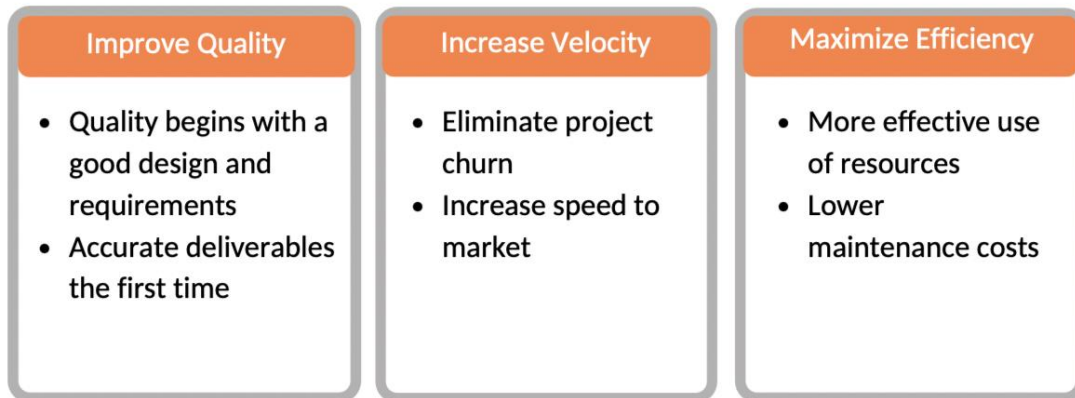 Improve Quality
• Quality begins with a
good design and
requirements
• Accurate deliverables
the first time
Increase Velocity
• Eliminate project
churn
• Increase speed to
market
Maximize Efficiency
• More effective use
of resources
• Lower
maintenance costs